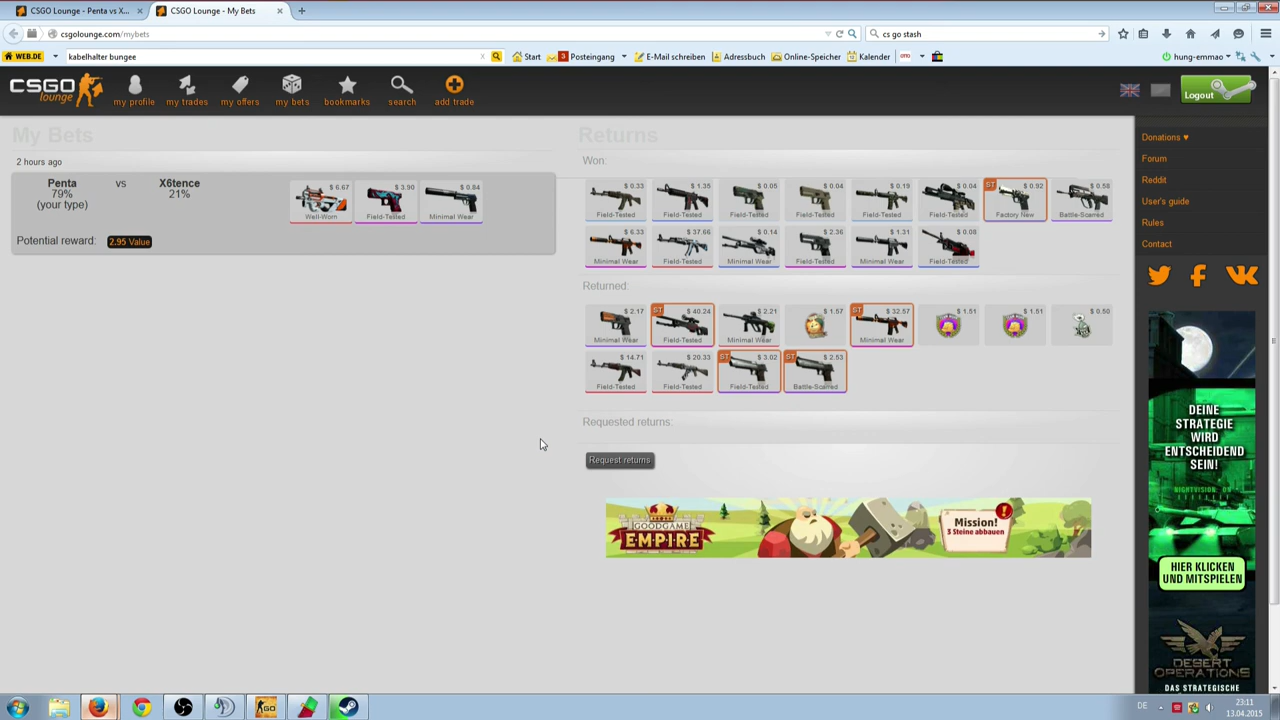 CSGO Lounge - Penta vs X...
CSGO Lounge - My Bets
csgolounge.com/mybets
cs go stash
WEB.DE
kabelhalter bungee
Start
3 Posteingang
E-Mail schreiben
Adressbuch
Online-Speicher
Kalender
hung-emmao
CSGO lounge
my profile
my trades
my offers
my bets
bookmarks
search
add trade
Logout
My Bets
2 hours ago
Penta vs X6tence
79% 21%
(your type)
Potential reward: 2.95 Value
$ 6.67 $ 3.90 $ 0.84
Well-Worn Field-Tested Minimal Wear
Returns
Won:
$ 0.33 $ 1.35 $ 0.05 $ 0.04 $ 0.19 $ 0.04 ST $ 0.92 $ 0.58
Field-Tested Field-Tested Field-Tested Field-Tested Field-Tested Field-Tested Factory New Battle-Scarred
$ 6.33 $ 37.66 $ 0.14 $ 2.36 $ 1.31 $ 0.08
Minimal Wear Field-Tested Minimal Wear Field-Tested Minimal Wear Field-Tested
Returned:
$ 2.17 ST $ 40.24 $ 2.21 $ 1.57 ST $ 32.57 $ 1.51 $ 1.51 $ 0.50
Minimal Wear Field-Tested Minimal Wear Minimal Wear
$ 14.71 $ 20.33 ST $ 3.02 ST $ 2.53
Field-Tested Field-Tested Field-Tested Battle-Scarred
Requested returns:
Request returns
GOODGAME
EMPIRE
Mission!
3 Steine abbauen
Donations ♥
Forum
Reddit
User's guide
Rules
Contact
DEINE
STRATEGIE
WIRD
ENTSCHEIDEND
SEIN!
HIER KLICKEN
UND MITSPIELEN
DESERT
OPERATIONS
DAS STRATEGISCHE
DE
23:11
13.04.2015